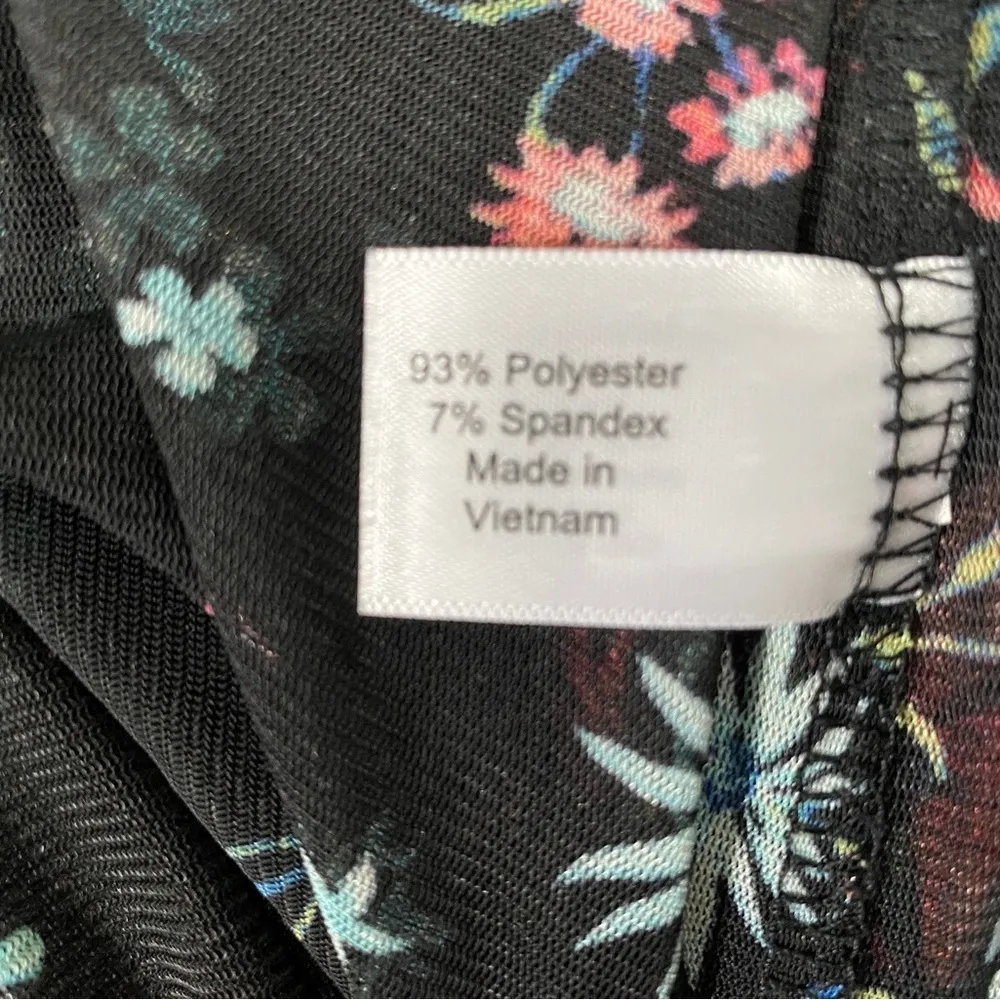 93% Polyester
7% Spandex
Made in
Vietnam